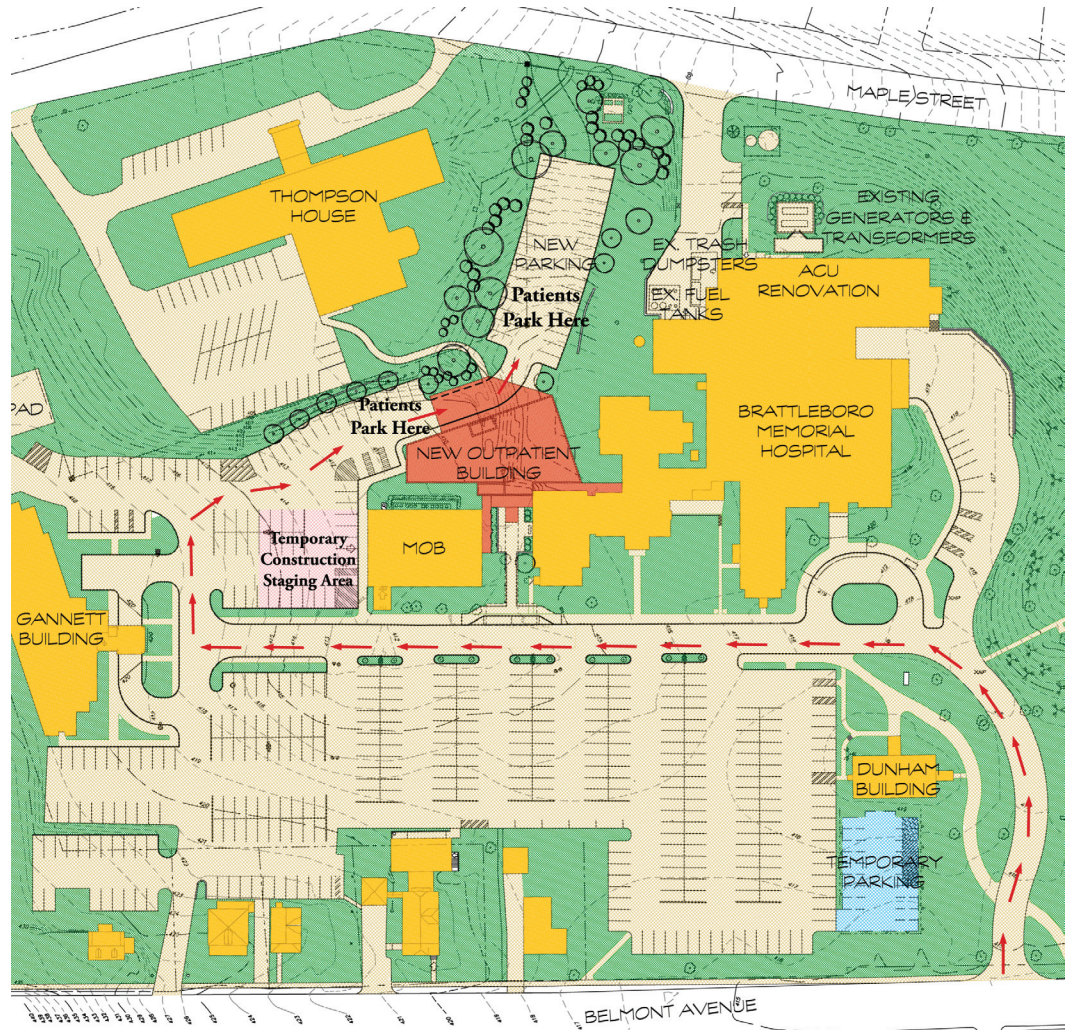 MAPLE STREET
THOMPSON
HOUSE
EXISTING
GENERATORS &
TRANSFORMERS
NEW
PARKING
EX. TRASH
DUMPSTERS
EX. FUEL
TANKS
ACU
RENOVATION
Patients
Park Here
Patients
Park Here
PAD
BRATTLEBORO
MEMORIAL
HOSPITAL
NEW OUTPATIENT
BUILDING
Temporary
Construction
Staging Area
MOB
GANNETT
BUILDING
DUNHAM
BUILDING
TEMPORARY
PARKING
BELMONT AVENUE